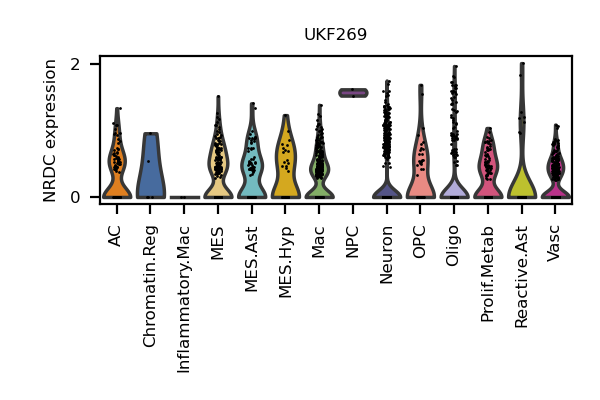 UKF269
NRDC expression
2
0
AC
Chromatin.Reg
Inflammatory.Mac
MES
MES.Ast
MES.Hyp
Mac
NPC
Neuron
OPC
Oligo
Prolif.Metab
Reactive.Ast
Vasc